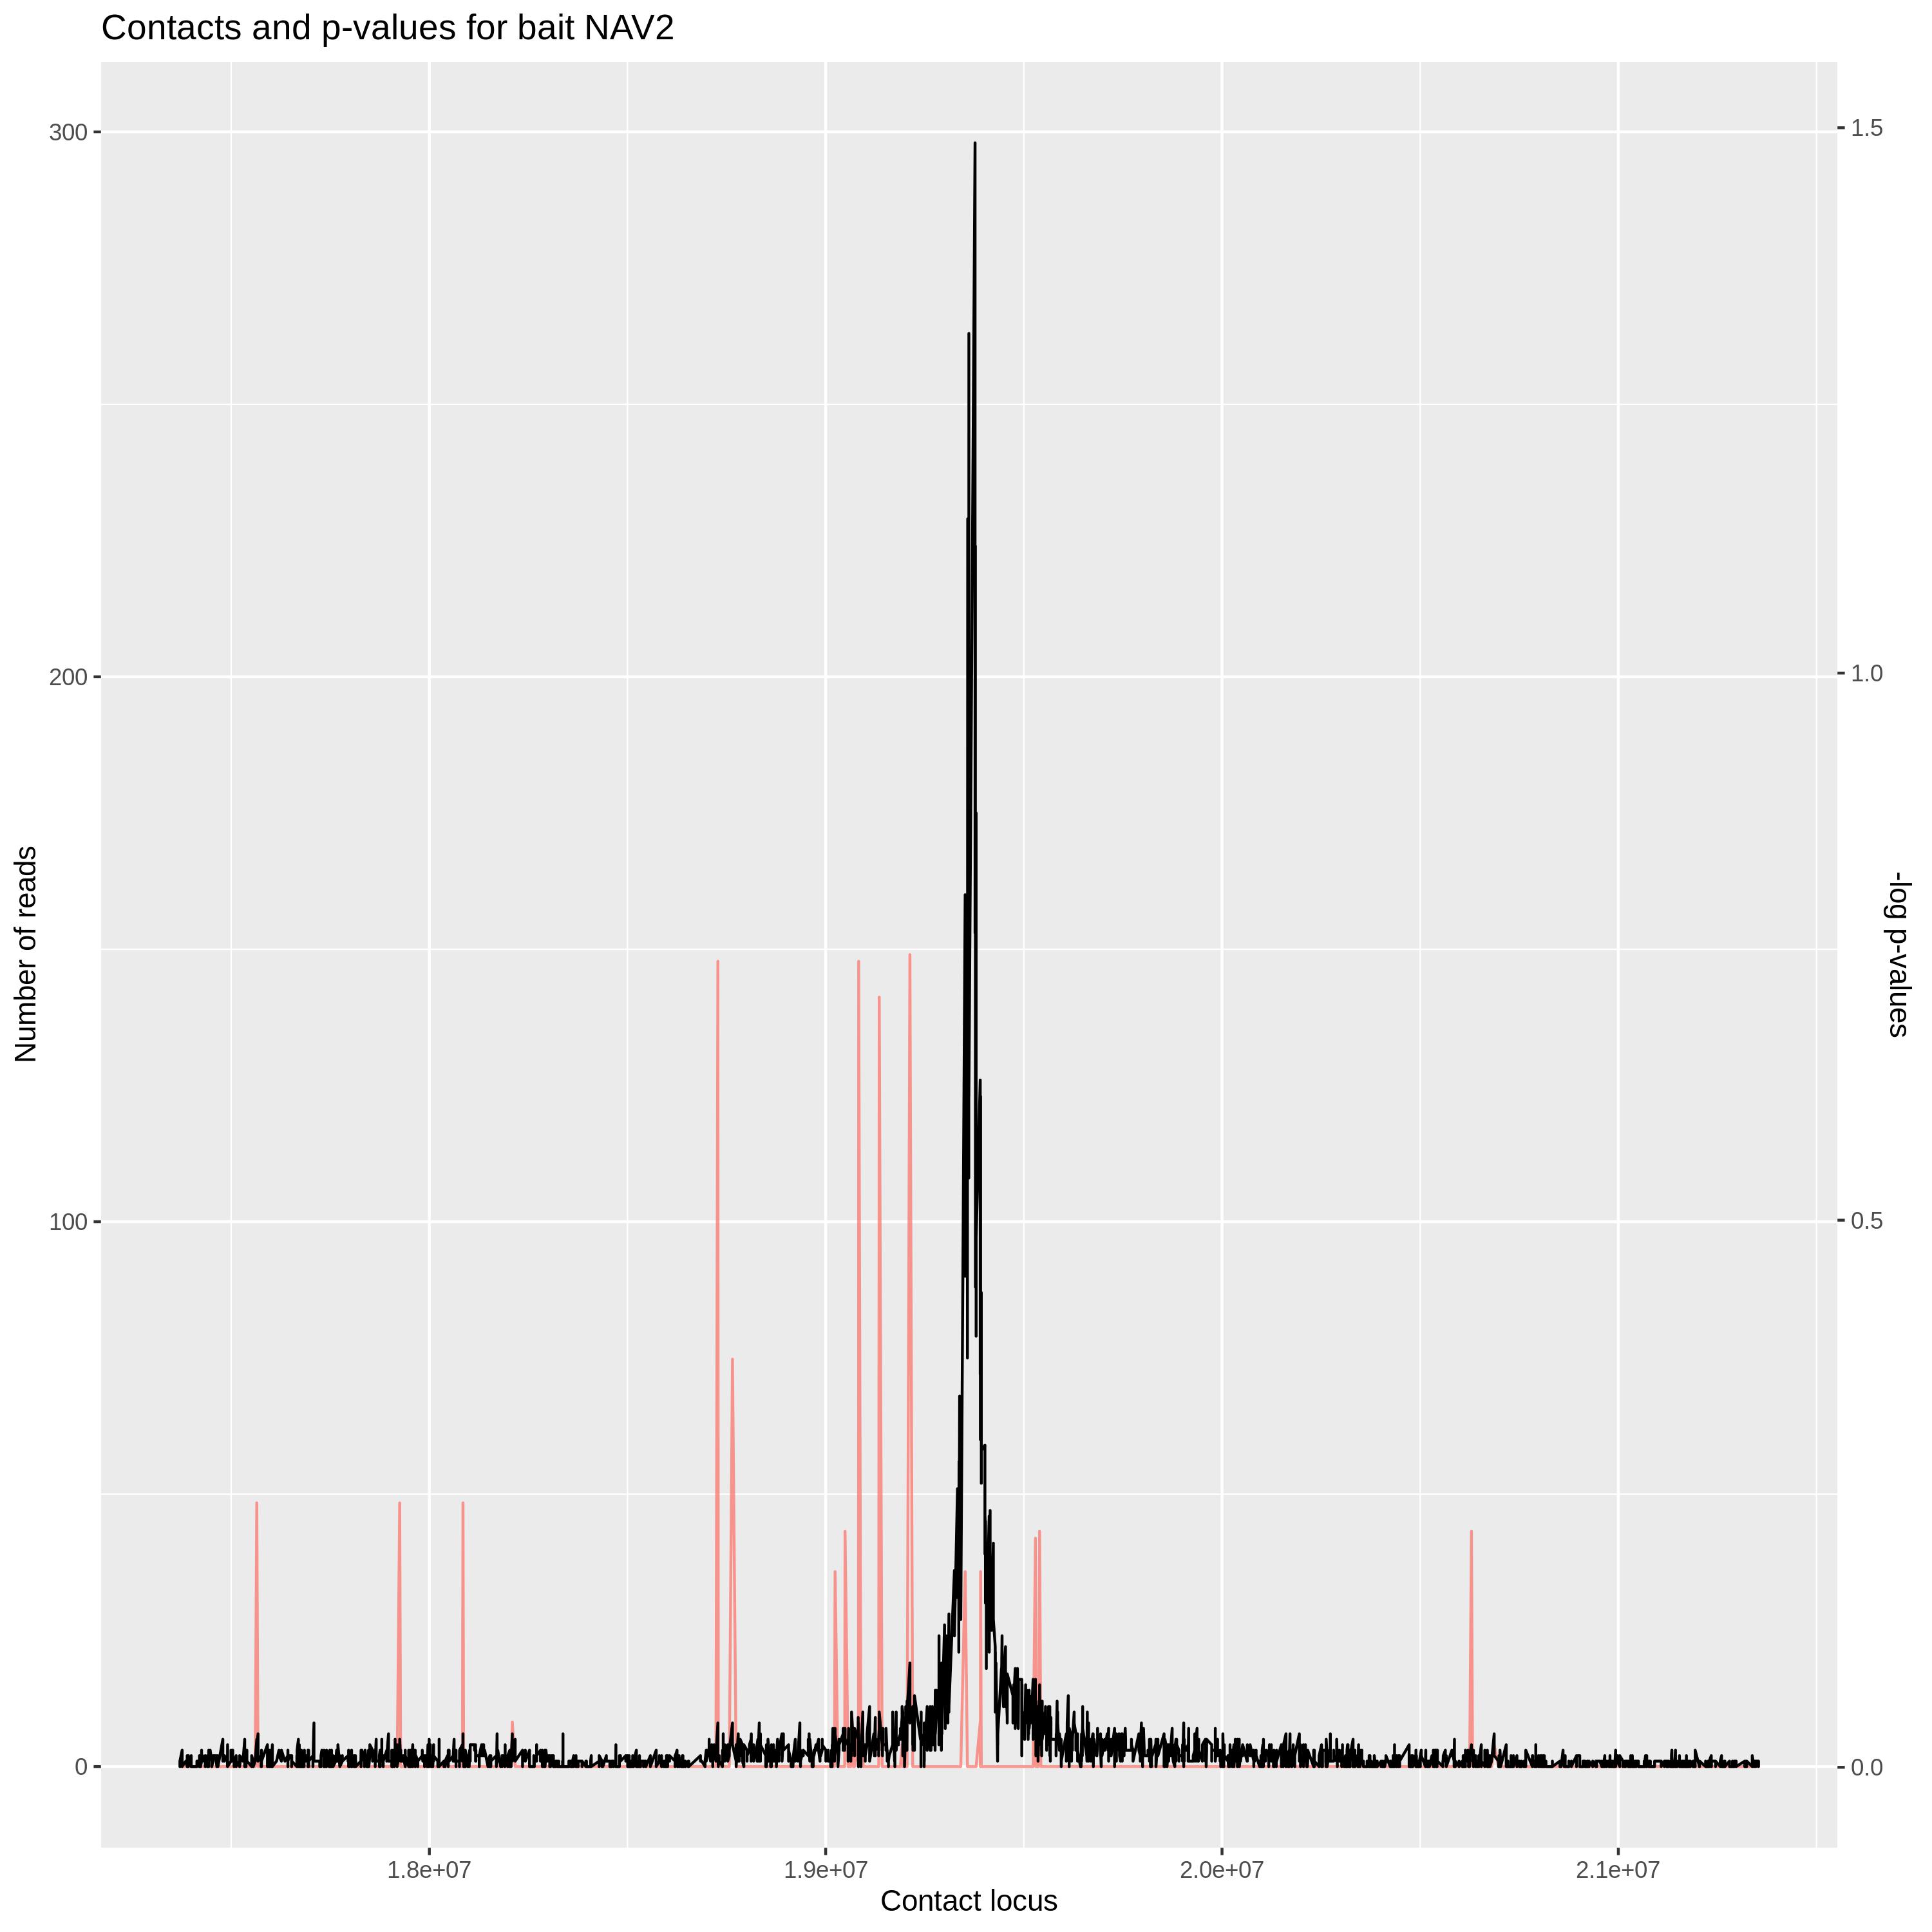 Contacts and p-values for bait NAV2
300
200
100
0
Number of reads
1.5
1.0
0.5
0.0
-log p-values
1.8e+07
1.9e+07
2.0e+07
2.1e+07
Contact locus